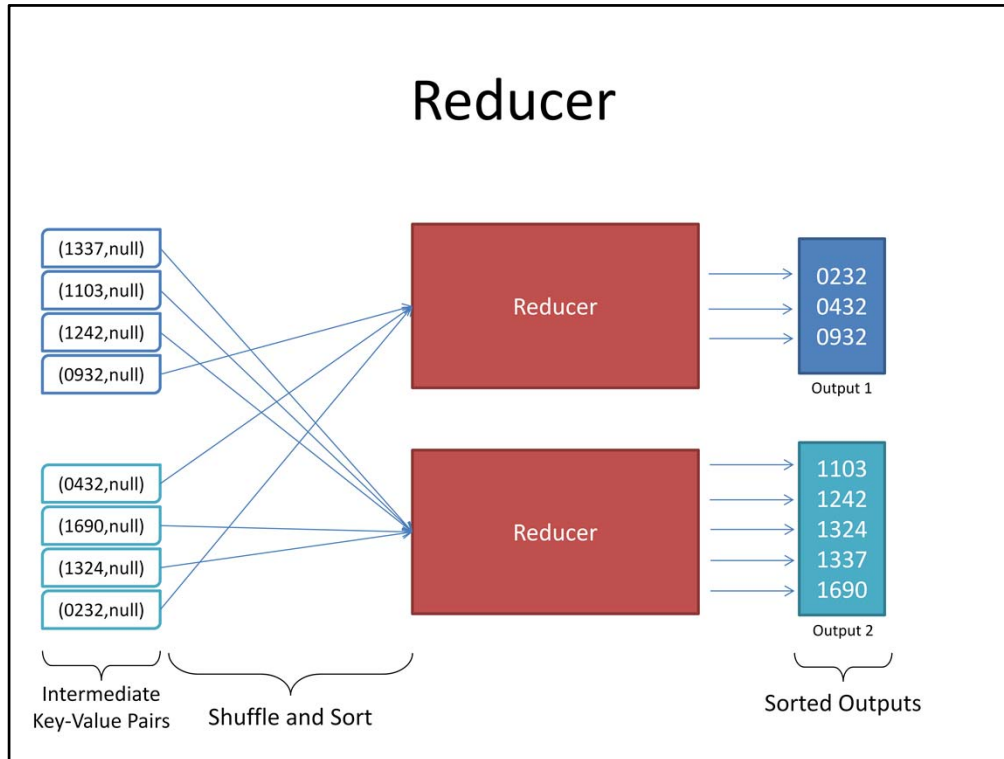 Reducer
(1337,null)
(1103,null)
(1242,null)
(0932,null)
(0432,null)
(1690,null)
(1324,null)
(0232,null)
Intermediate
Key-Value Pairs
Shuffle and Sort
Reducer
Reducer
0232
0432
0932
Output 1
1103
1242
1324
1337
1690
Output 2
Sorted Outputs